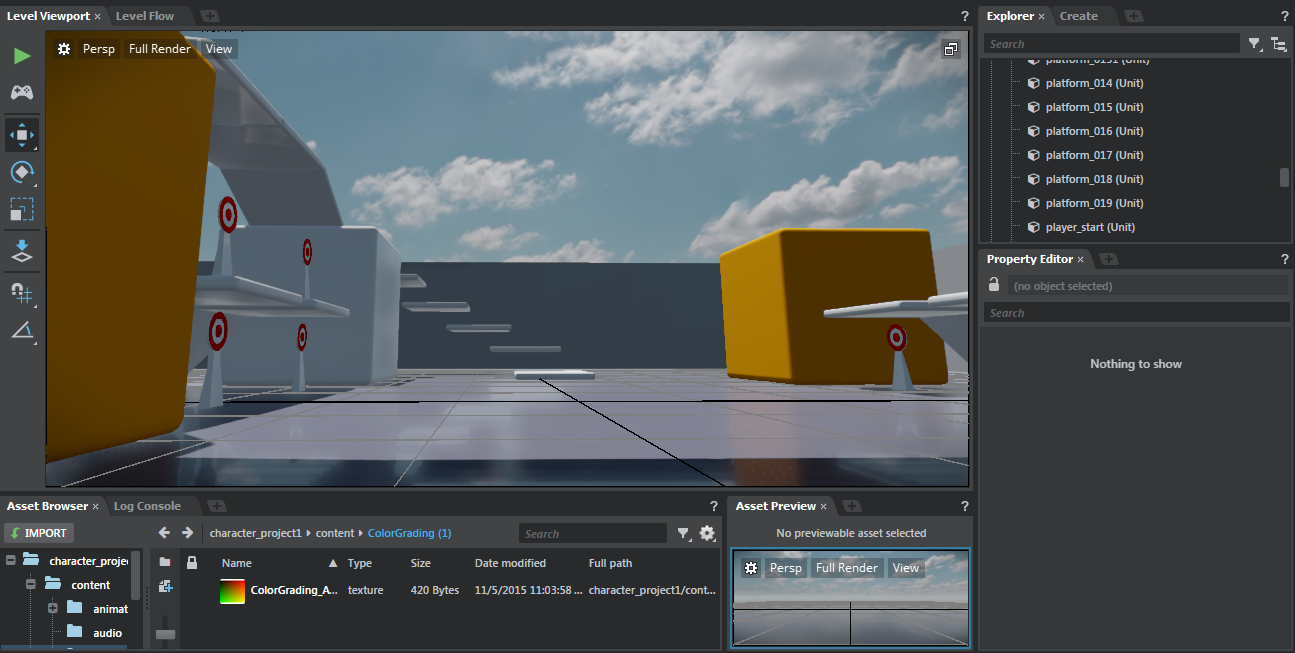 Level Viewport × Level Flow
Persp Full Render View
?
Explorer × Create
?
Search
platform_0131 (Unit)
platform_014 (Unit)
platform_015 (Unit)
platform_016 (Unit)
platform_017 (Unit)
platform_018 (Unit)
platform_019 (Unit)
player_start (Unit)
Property Editor ×
?
(no object selected)
Search
Nothing to show
Asset Browser × Log Console
?
IMPORT
character_project1 content ColorGrading (1)
Search
character_projec
content
animat
audio
Name Type Size Date modified Full path
ColorGrading_A... texture 420 Bytes 11/5/2015 11:03:58 ... character_project1/cont...
Asset Preview ×
?
No previewable asset selected
Persp Full Render View